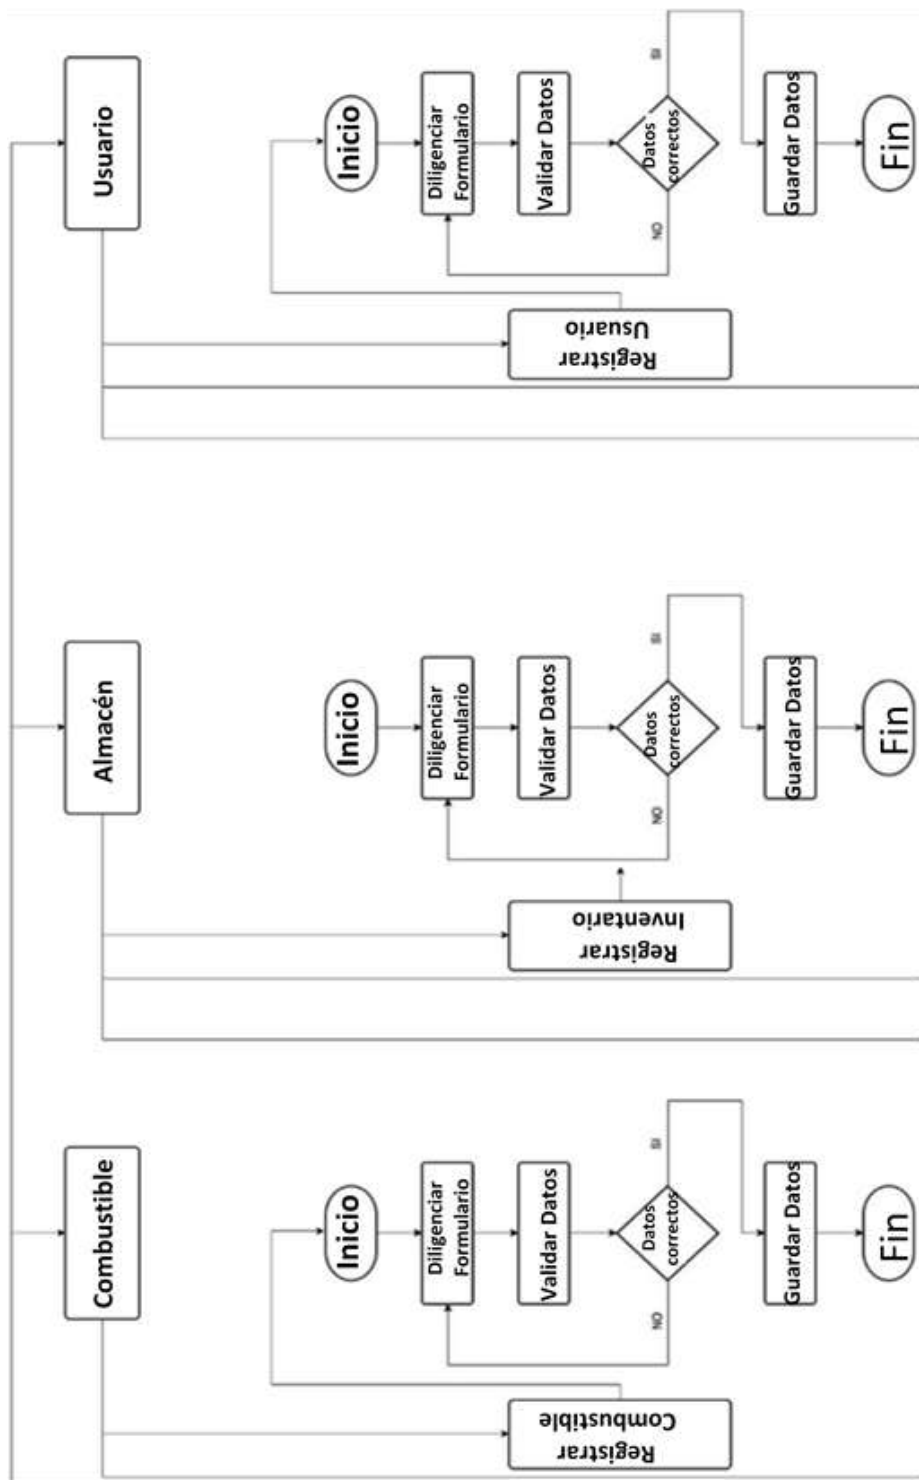 Usuario
Inicio
Diligenciar
Formulario
Validar Datos
Datos
correctos
SI
NO
Guardar Datos
Fin
Registrar
Usuario
Almacén
Inicio
Diligenciar
Formulario
Validar Datos
Datos
correctos
SI
NO
Guardar Datos
Fin
Registrar
Inventario
Combustible
Inicio
Diligenciar
Formulario
Validar Datos
Datos
correctos
SI
NO
Guardar Datos
Fin
Registrar
Combustible